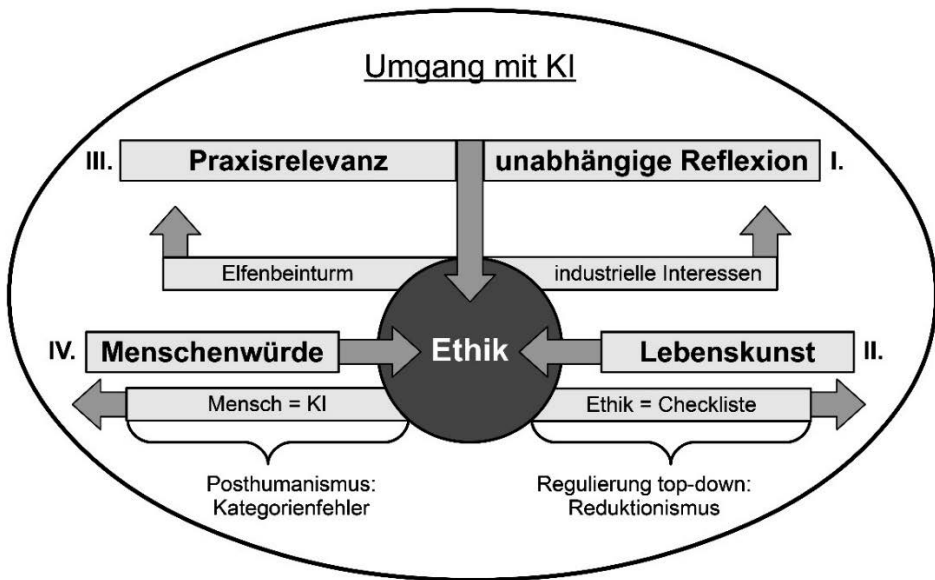 Umgang mit KI
III. Praxisrelevanz unabhängige Reflexion I.
Elfenbeinturm industrielle Interessen
IV. Menschenwürde Ethik Lebenskunst II.
Mensch = KI Ethik = Checkliste
Posthumanismus: Regulierung top-down:
Kategorienfehler Reduktionismus